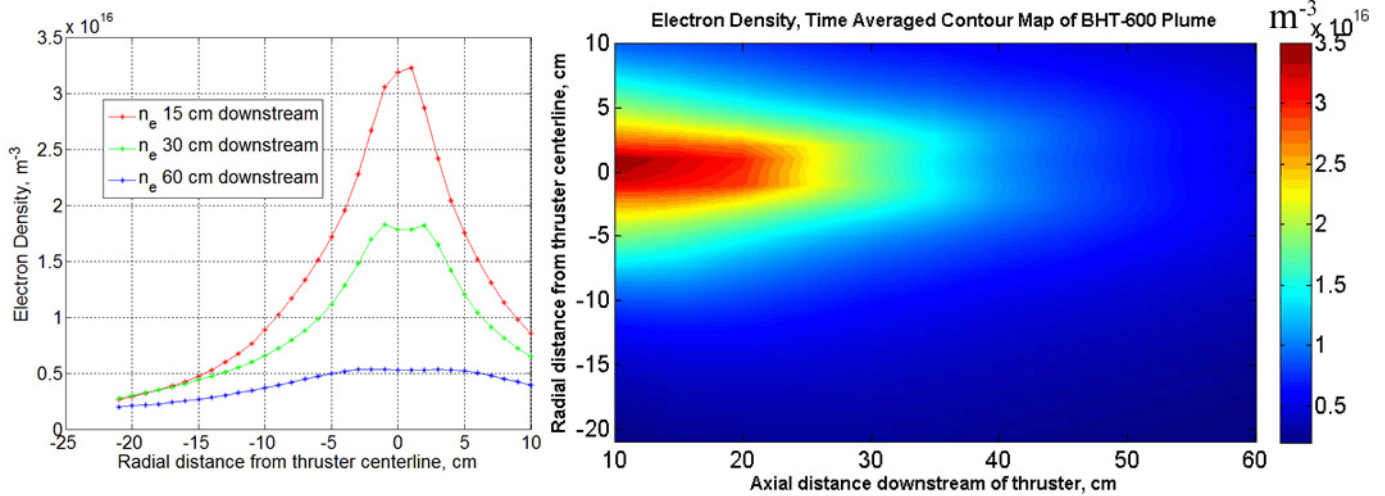 x 10^16
3.5
3
2.5
2
1.5
1
0.5
0
Electron Density, m^-3
n_e 15 cm downstream
n_e 30 cm downstream
n_e 60 cm downstream
-25 -20 -15 -10 -5 0 5 10
Radial distance from thruster centerline, cm
Electron Density, Time Averaged Contour Map of BHT-600 Plume
Radial distance from thruster centerline, cm
10
5
0
-5
-10
-15
-20
10 20 30 40 50 60
Axial distance downstream of thruster, cm
m^-3 x 10^16
3.5
3
2.5
2
1.5
1
0.5